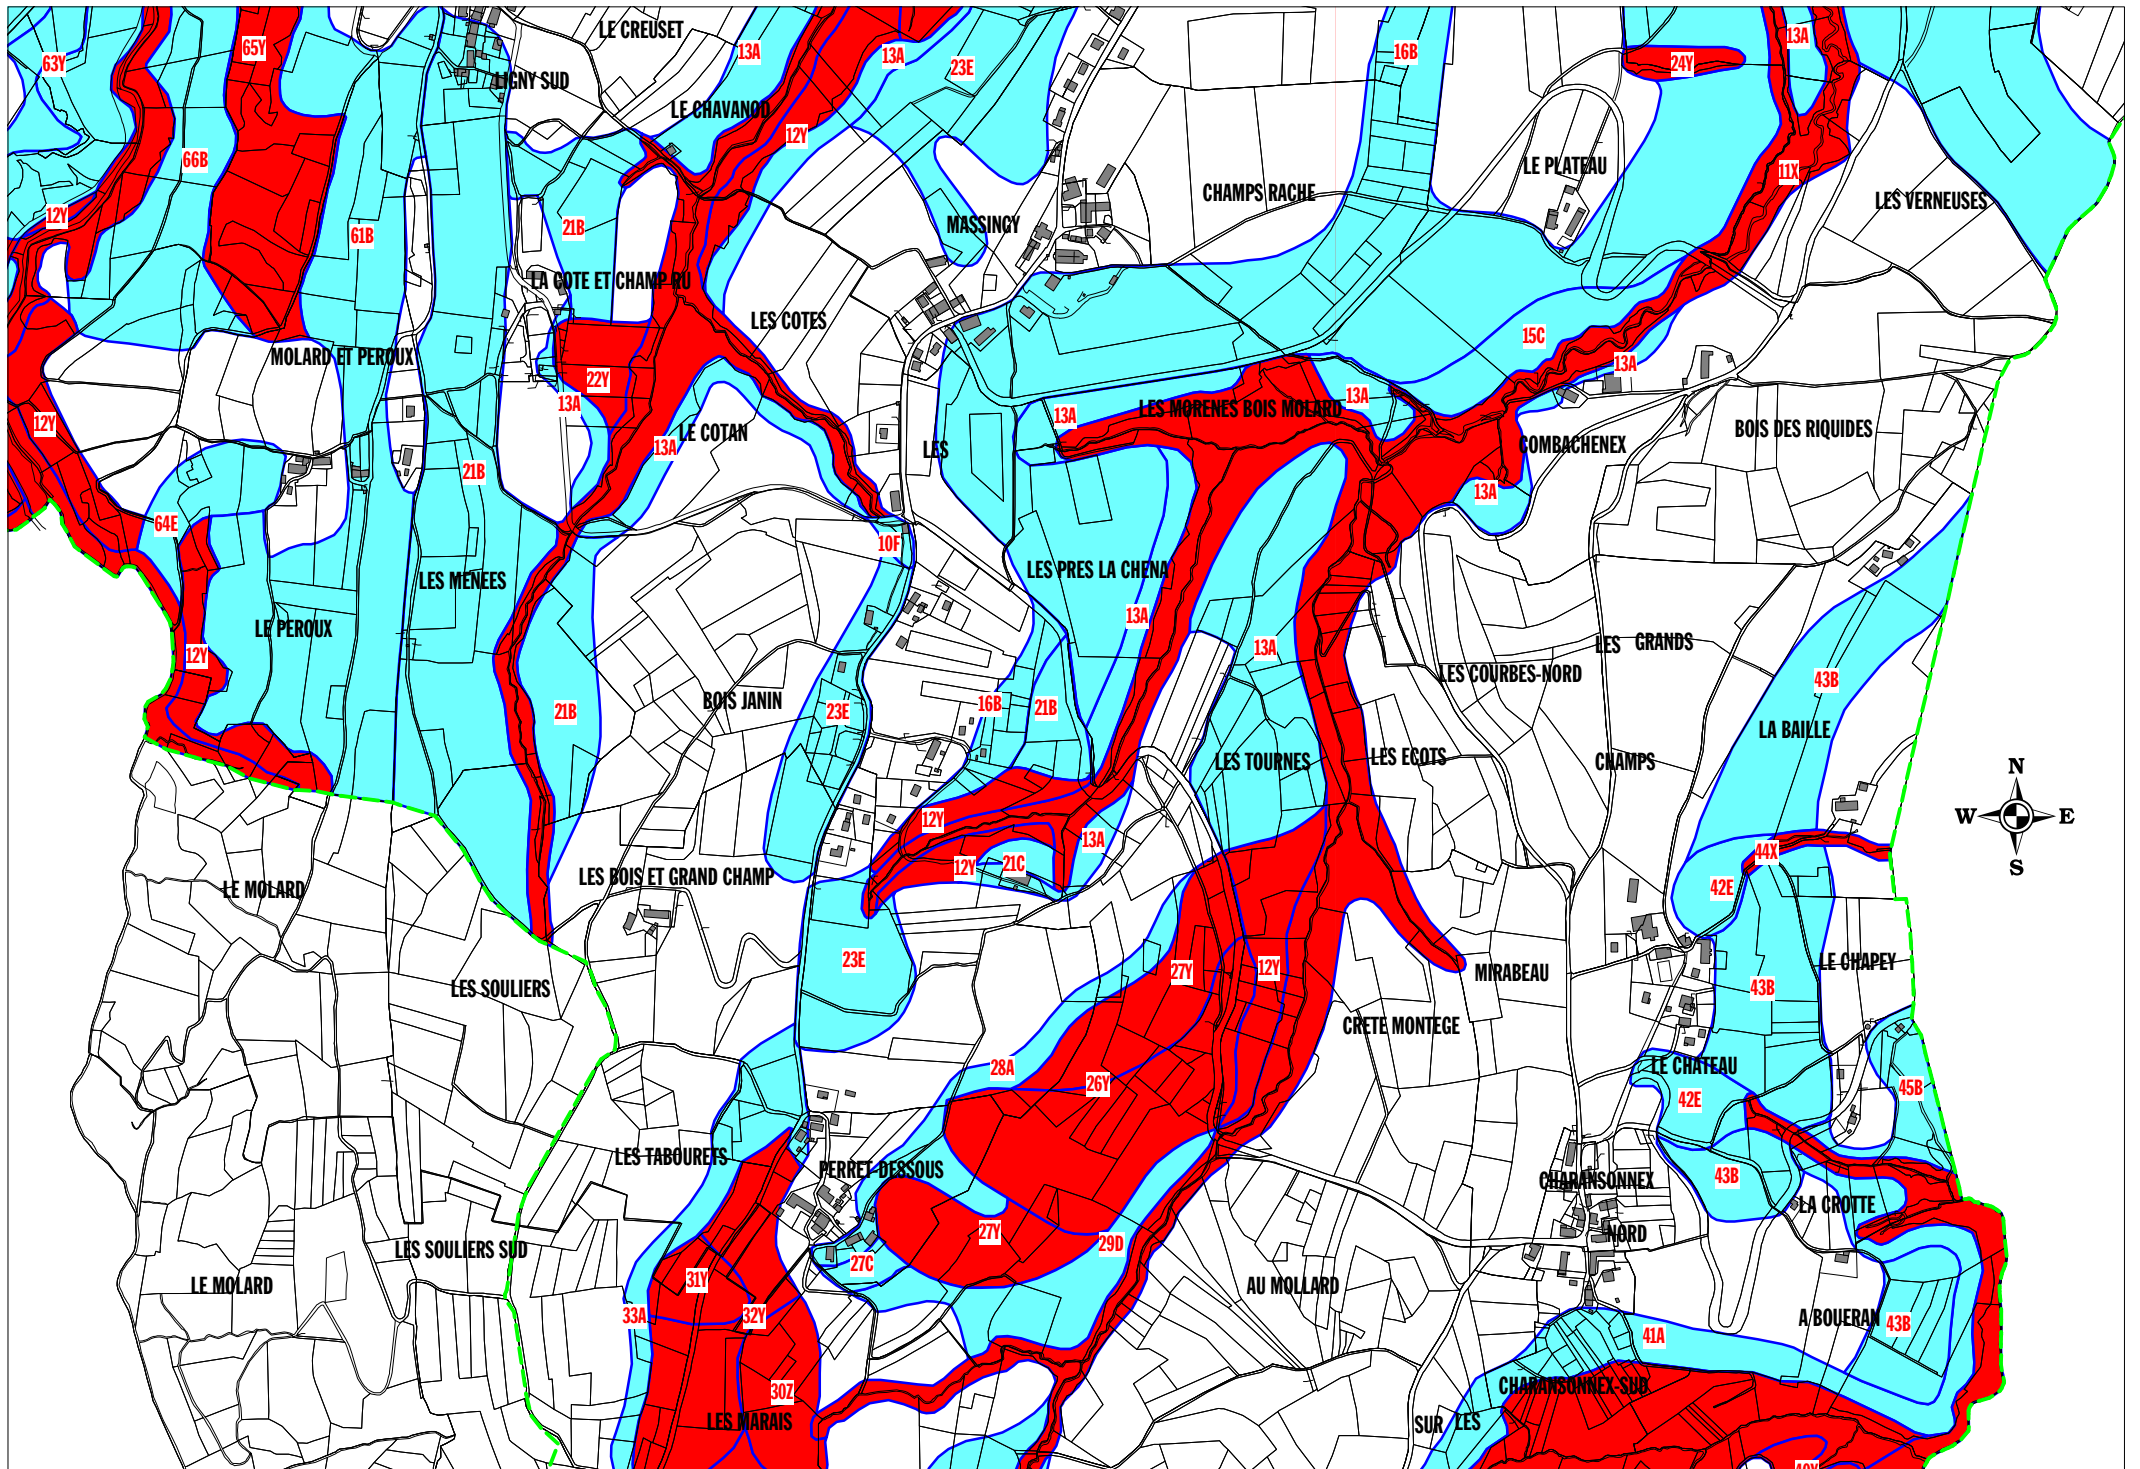 LE CREUSET
65Y
13A
13A
13A
16B
63Y
23E
24Y
LIGNY SUD
LE CHAVANOD
12Y
66B
LE PLATEAU
11X
CHAMPS RACHE
LES VERNEUSES
12Y
61B
21B
MASSINGY
LA COTE ET CHAMP RU
LES COTES
15C
MOLARD ET PEROUX
13A
22Y
13A
13A
LES MORENES BOIS MOLARD
13A
12Y
LE COTAN
13A
BOIS DES RIQUIDES
COMBACHENEX
LES
21B
13A
64E
10F
LES PRES LA CHENA
LES MENEES
13A
LE PEROUX
12Y
13A
LES GRANDS
LES COURBES-NORD
43B
BOIS JANIN
16B
21B
21B
23E
LA BAILLE
LES TOURNES
LES ECOTS
CHAMPS
N
W E
S
12Y
13A
44X
12Y
21C
LES BOIS ET GRAND CHAMP
LE MOLARD
42E
23E
27Y
12Y
MIRABEAU
LE CHAPEY
LES SOULIERS
43B
CRETE MONTEGE
28A
26Y
LE CHATEAU
45B
42E
LES TABOURETS
PERRET-DESSOUS
43B
CHARANSONNEX
LA CROTTE
27Y
NORD
29D
LES SOULIERS SUD
27C
31Y
LE MOLARD
AU MOLLARD
33A
32Y
A BOUERAN
43B
41A
CHARANSONNEX-SUD
30Z
LES MARAIS
SUR LES